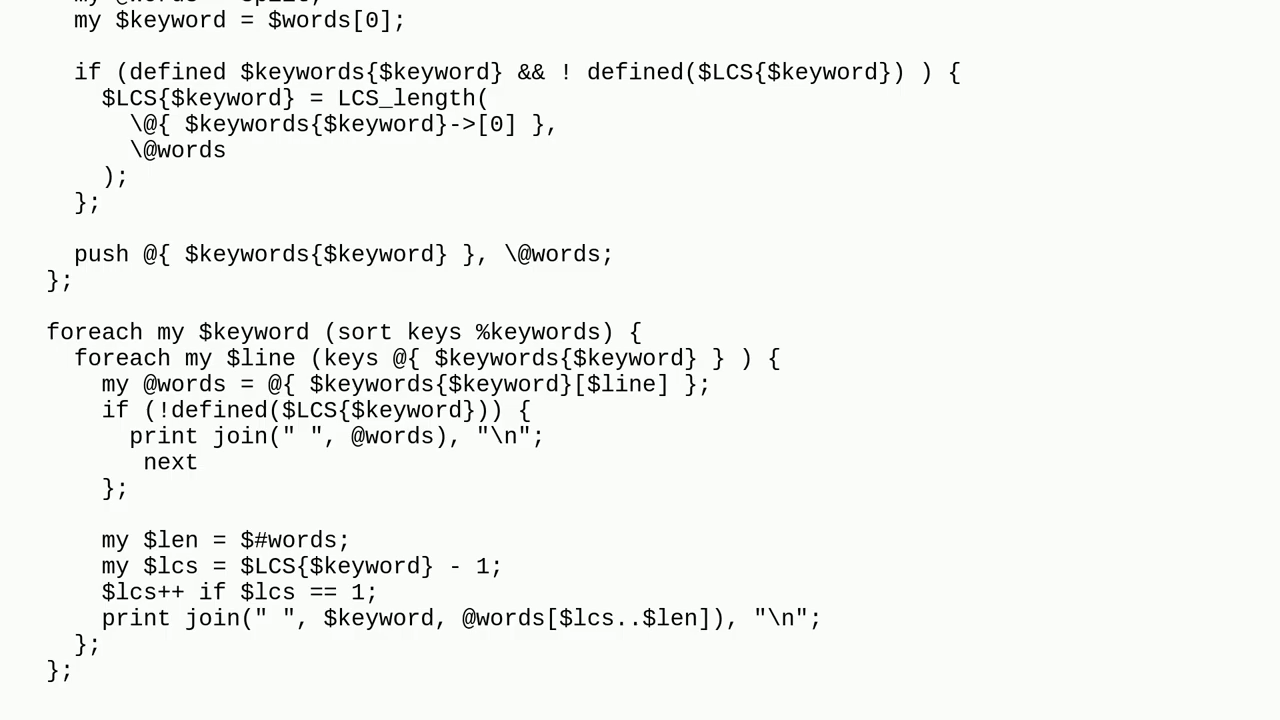 my @words = split;
my $keyword = $words[0];
if (defined $keywords{$keyword} && ! defined($LCS{$keyword}) ) {
$LCS{$keyword} = LCS_length(
\@{ $keywords{$keyword}->[0] },
\@words
);
};
push @{ $keywords{$keyword} }, \@words;
};
foreach my $keyword (sort keys %keywords) {
foreach my $line (keys @{ $keywords{$keyword} } ) {
my @words = @{ $keywords{$keyword}[$line] };
if (!defined($LCS{$keyword})) {
print join(" ", @words), "\n";
next
};
my $len = $#words;
my $lcs = $LCS{$keyword} - 1;
$lcs++ if $lcs == 1;
print join(" ", $keyword, @words[$lcs..$len]), "\n";
};
};